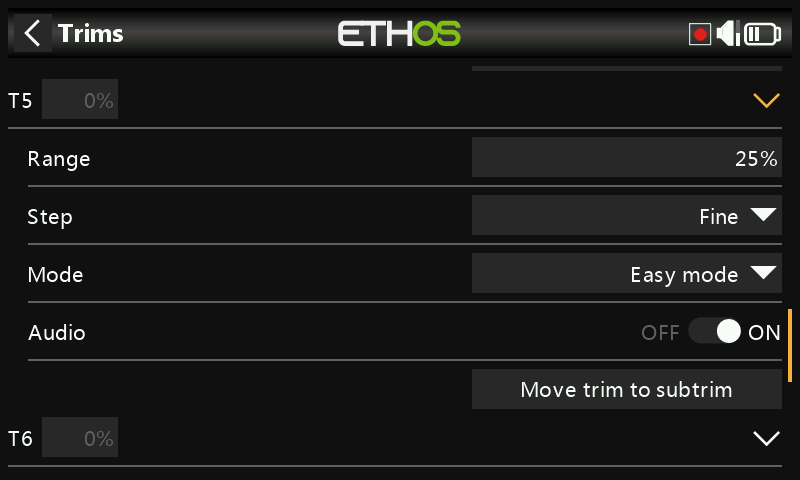 Trims
ETHOS
T5 0%
Range 25%
Step Fine
Mode Easy mode
Audio OFF ON
Move trim to subtrim
T6 0%